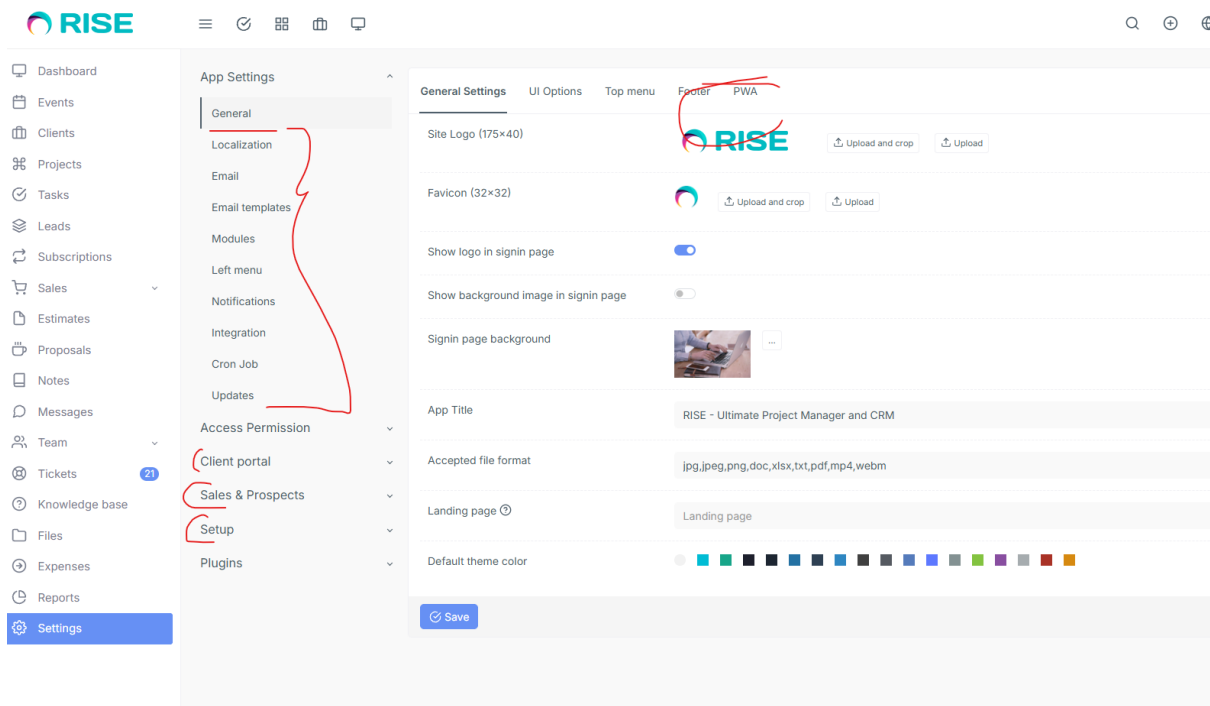 RISE
Dashboard
Events
Clients
Projects
Tasks
Leads
Subscriptions
Sales
Estimates
Proposals
Notes
Messages
Team
Tickets 21
Knowledge base
Files
Expenses
Reports
Settings
App Settings
General
Localization
Email
Email templates
Modules
Left menu
Notifications
Integration
Cron Job
Updates
Access Permission
Client portal
Sales & Prospects
Setup
Plugins
General Settings UI Options Top menu Footer PWA
Site Logo (175×40) RISE Upload and crop Upload
Favicon (32×32) Upload and crop Upload
Show logo in signin page
Show background image in signin page
Signin page background ...
App Title RISE - Ultimate Project Manager and CRM
Accepted file format jpg,jpeg,png,doc,xlsx,txt,pdf,mp4,webm
Landing page ? Landing page
Default theme color
Save